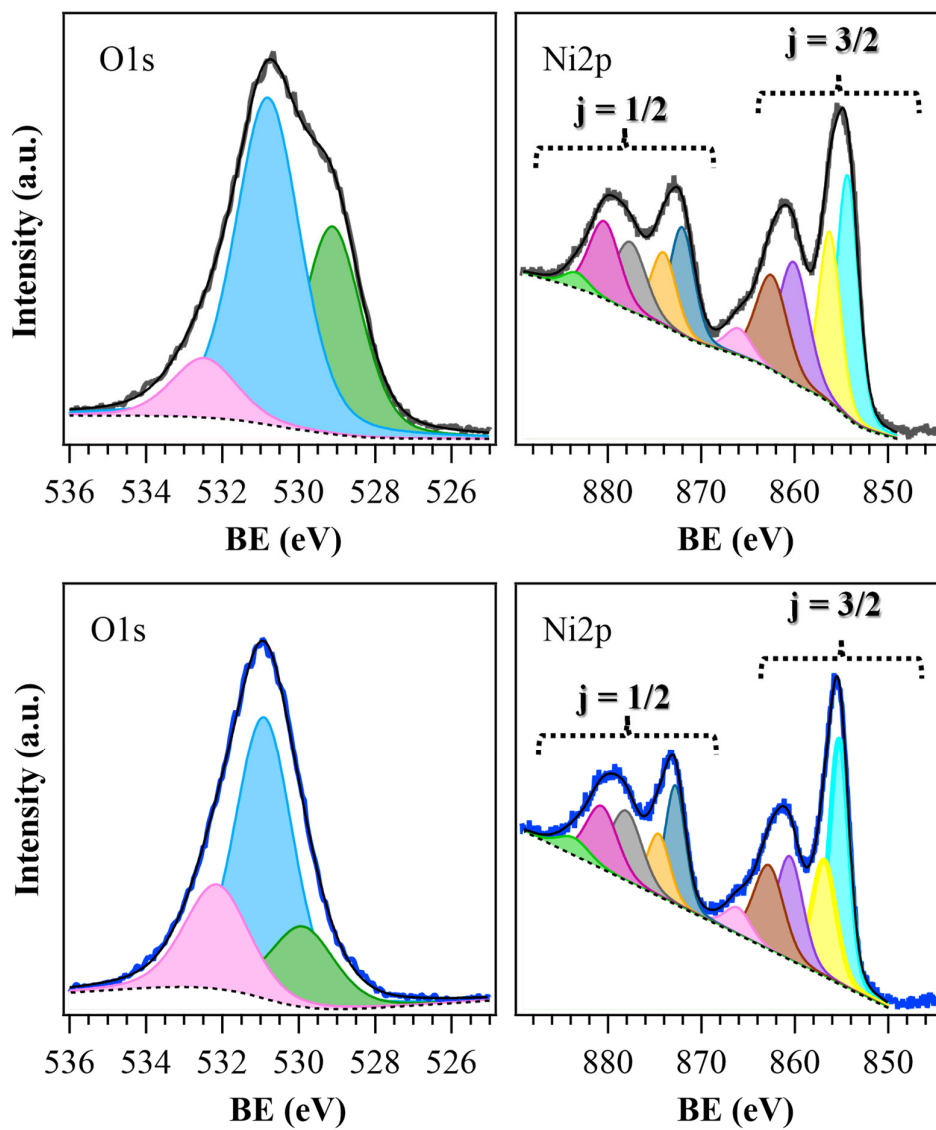 O1s
Intensity (a.u.)
536 534 532 530 528 526
BE (eV)
Ni2p
j = 1/2
j = 3/2
880 870 860 850
BE (eV)
O1s
Intensity (a.u.)
536 534 532 530 528 526
BE (eV)
Ni2p
j = 1/2
j = 3/2
880 870 860 850
BE (eV)